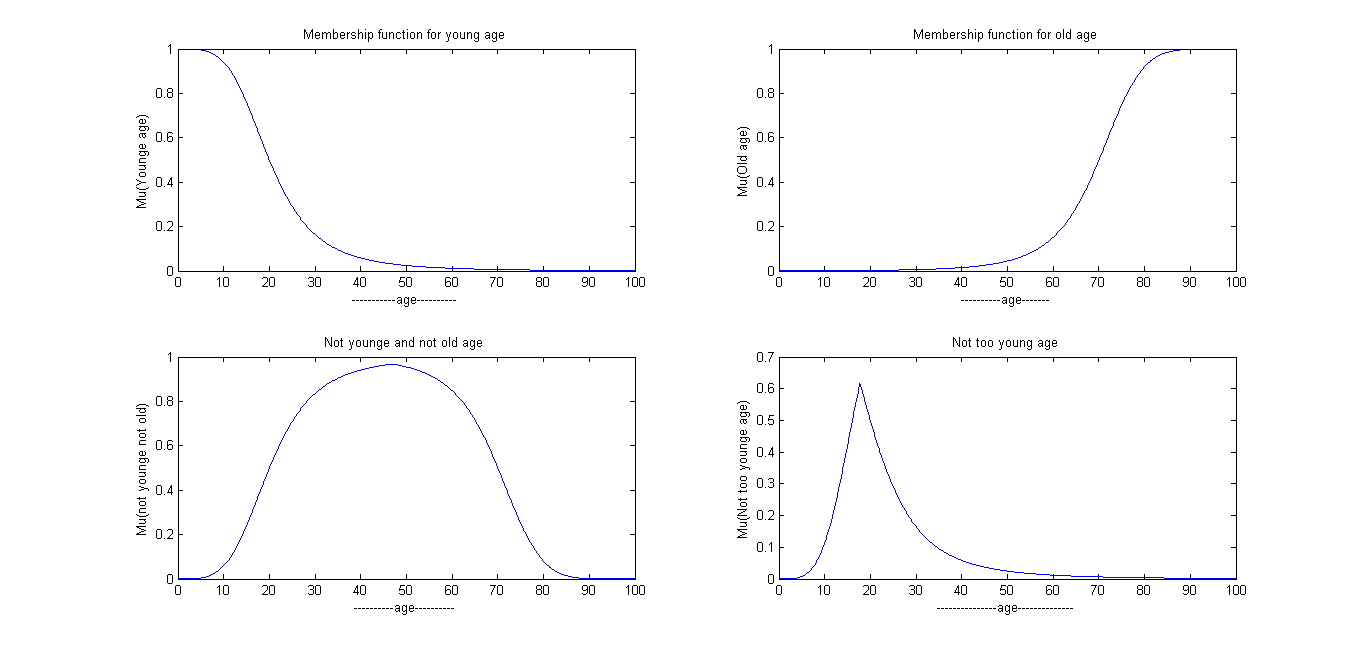 Membership function for young age
Mu(Younge age)
1
0.8
0.6
0.4
0.2
0
0 10 20 30 40 50 60 70 80 90 100
-----------age----------
Membership function for old age
Mu(Old age)
1
0.8
0.6
0.4
0.2
0
0 10 20 30 40 50 60 70 80 90 100
----------age-------
Not younge and not old age
Mu(not younge not old)
1
0.8
0.6
0.4
0.2
0
0 10 20 30 40 50 60 70 80 90 100
----------age----------
Not too young age
Mu(Not too younge age)
0.7
0.6
0.5
0.4
0.3
0.2
0.1
0
0 10 20 30 40 50 60 70 80 90 100
---------------age--------------